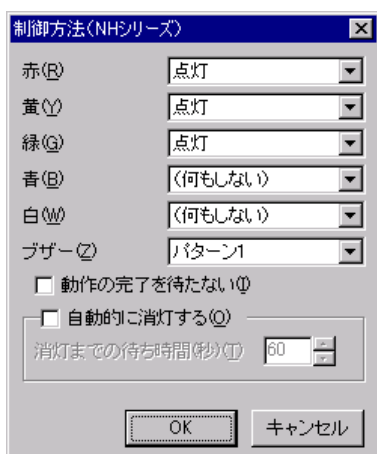 制御方法(NHシリーズ)
赤(R) 点灯
黄(Y) 点灯
緑(G) 点灯
青(B) (何もしない)
白(W) (何もしない)
ブザー(Z) パターン1
動作の完了を待たない(I)
自動的に消灯する(O)
消灯までの待ち時間(秒)(T) 60
OK キャンセル